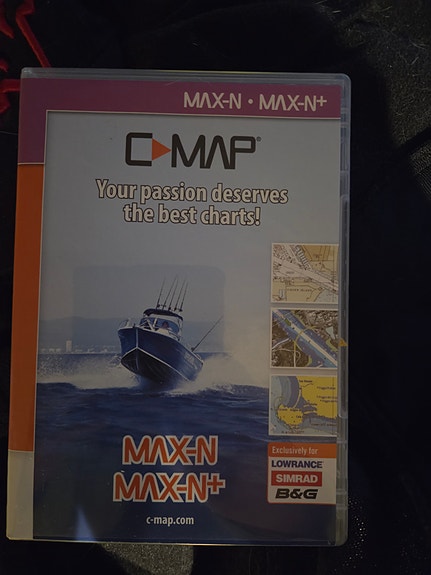 MAX-N • MAX-N+
C-MAP®
Your passion deserves
the best charts!
MAX-N
MAX-N+
c-map.com
Exclusively for
LOWRANCE
SIMRAD
B&G